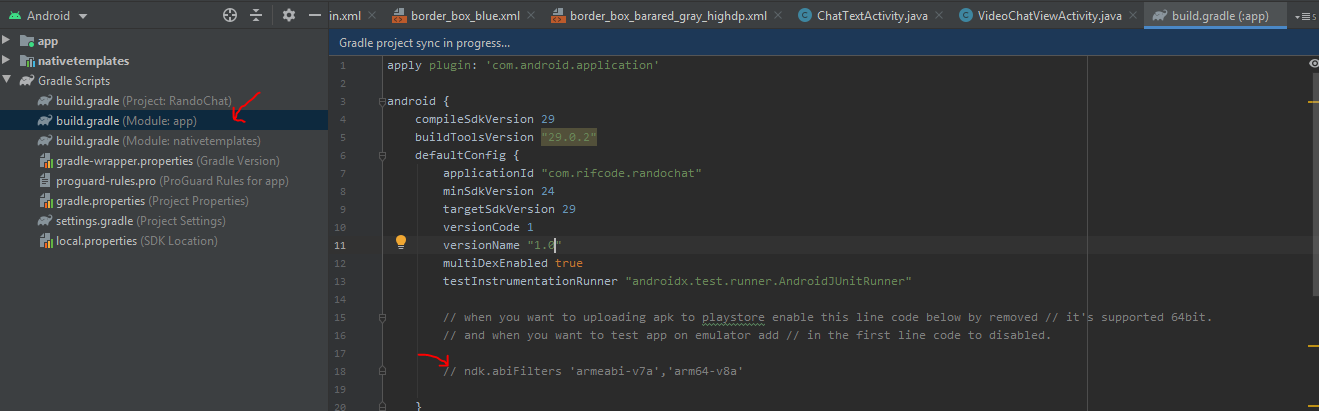 Android
in.xml
border_box_blue.xml
border_box_barared_gray_highdp.xml
ChatTextActivity.java
VideoChatViewActivity.java
build.gradle (:app)
5
app
nativetemplates
Gradle Scripts
build.gradle (Project: RandoChat)
build.gradle (Module: app)
build.gradle (Module: nativetemplates)
gradle-wrapper.properties (Gradle Version)
proguard-rules.pro (ProGuard Rules for app)
gradle.properties (Project Properties)
settings.gradle (Project Settings)
local.properties (SDK Location)
Gradle project sync in progress...
1 apply plugin: 'com.android.application'
2
3 android {
4 compileSdkVersion 29
5 buildToolsVersion "29.0.2"
6 defaultConfig {
7 applicationId "com.rifcode.randochat"
8 minSdkVersion 24
9 targetSdkVersion 29
10 versionCode 1
11 versionName "1.0"
12 multiDexEnabled true
13 testInstrumentationRunner "androidx.test.runner.AndroidJUnitRunner"
14
15 // when you want to uploading apk to playstore enable this line code below by removed // it's supported 64bit.
16 // and when you want to test app on emulator add // in the first line code to disabled.
17
18 // ndk.abiFilters 'armeabi-v7a','arm64-v8a'
19
20 }